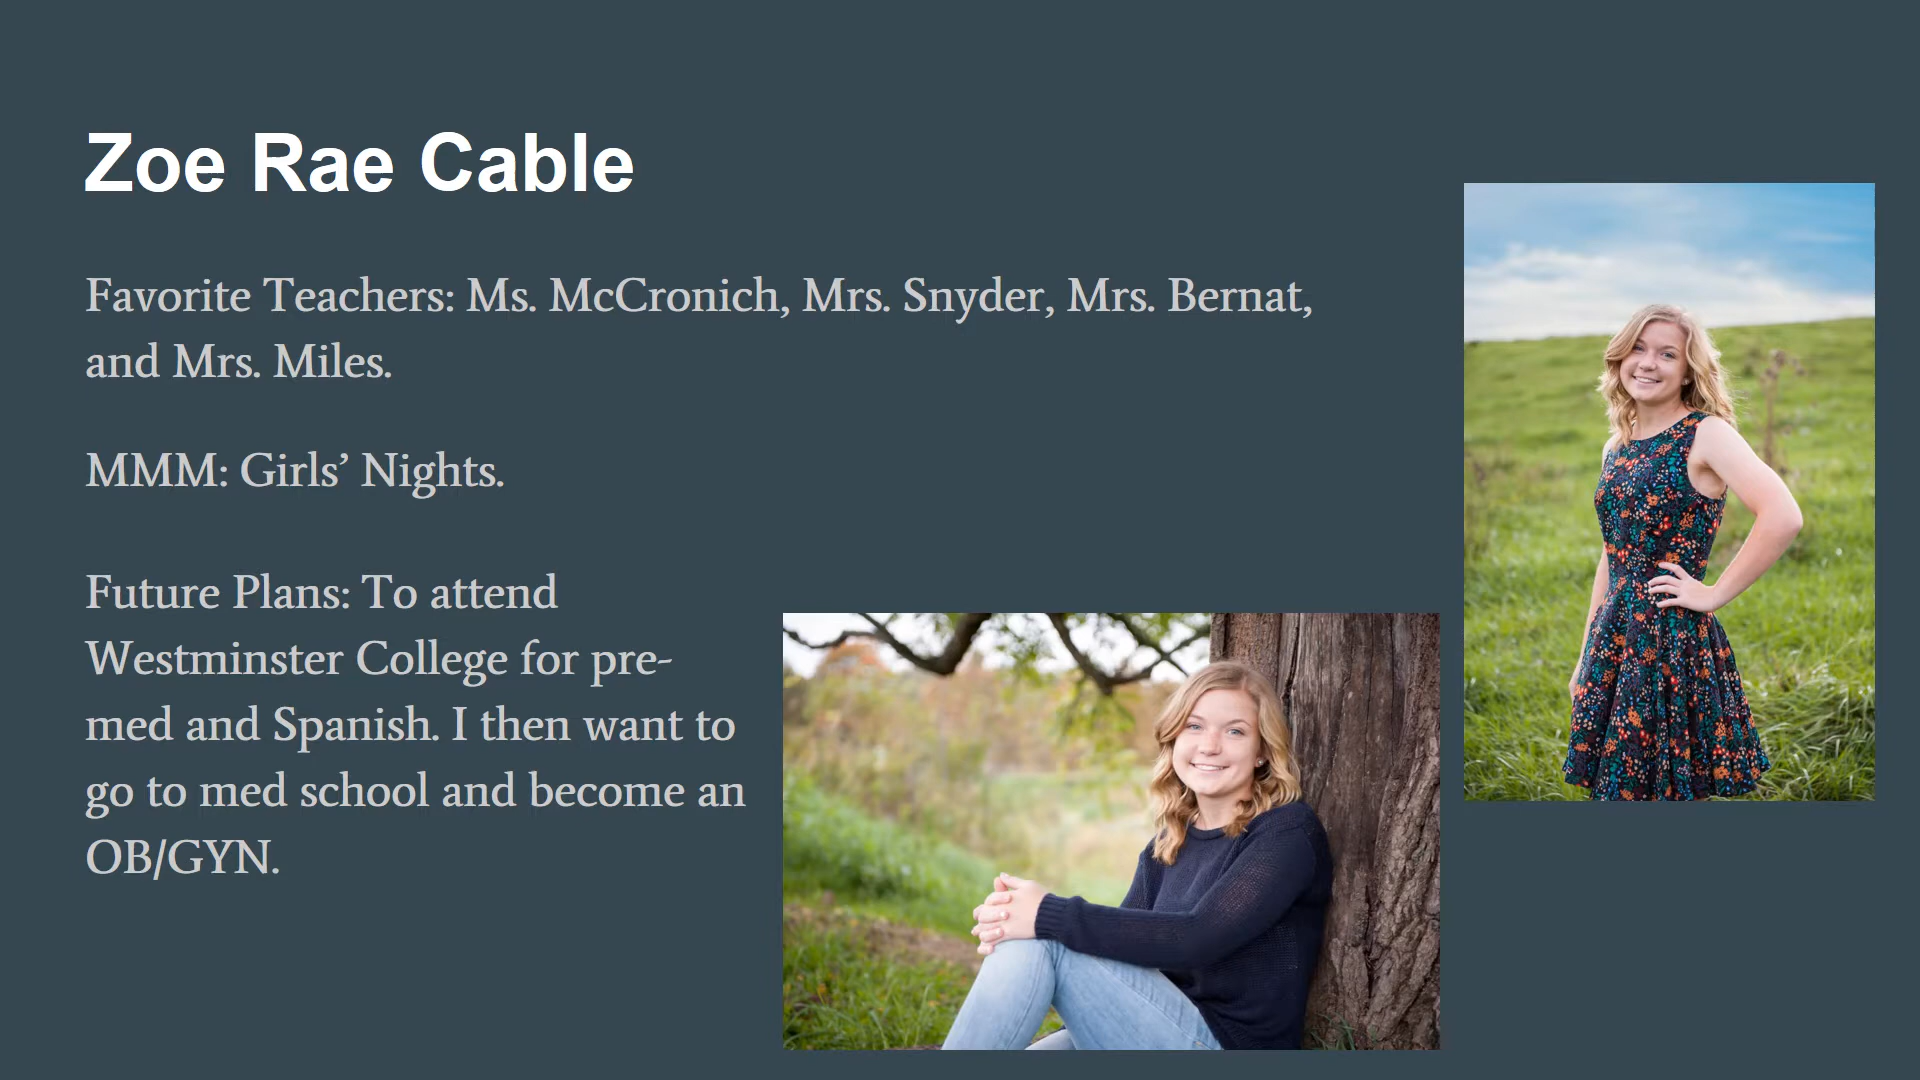 Zoe Rae Cable
Favorite Teachers: Ms. McCronich, Mrs. Snyder, Mrs. Bernat,
and Mrs. Miles.
MMM: Girls’ Nights.
Future Plans: To attend
Westminster College for pre-
med and Spanish. I then want to
go to med school and become an
OB/GYN.